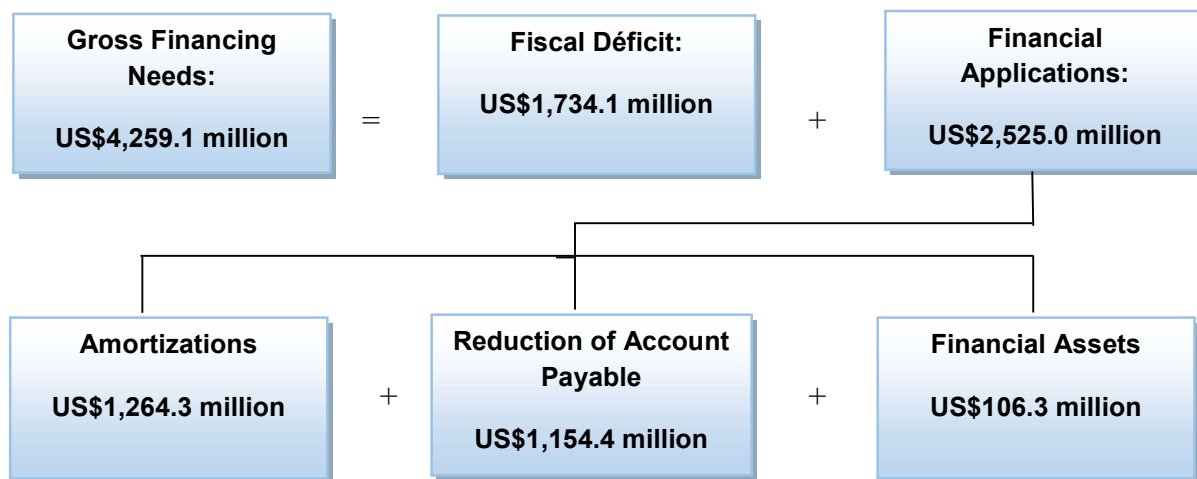 Gross Financing
Needs:
US$4,259.1 million
=
Fiscal Déficit:
US$1,734.1 million
+
Financial
Applications:
US$2,525.0 million
Amortizations
US$1,264.3 million
+
Reduction of Account
Payable
US$1,154.4 million
+
Financial Assets
US$106.3 million